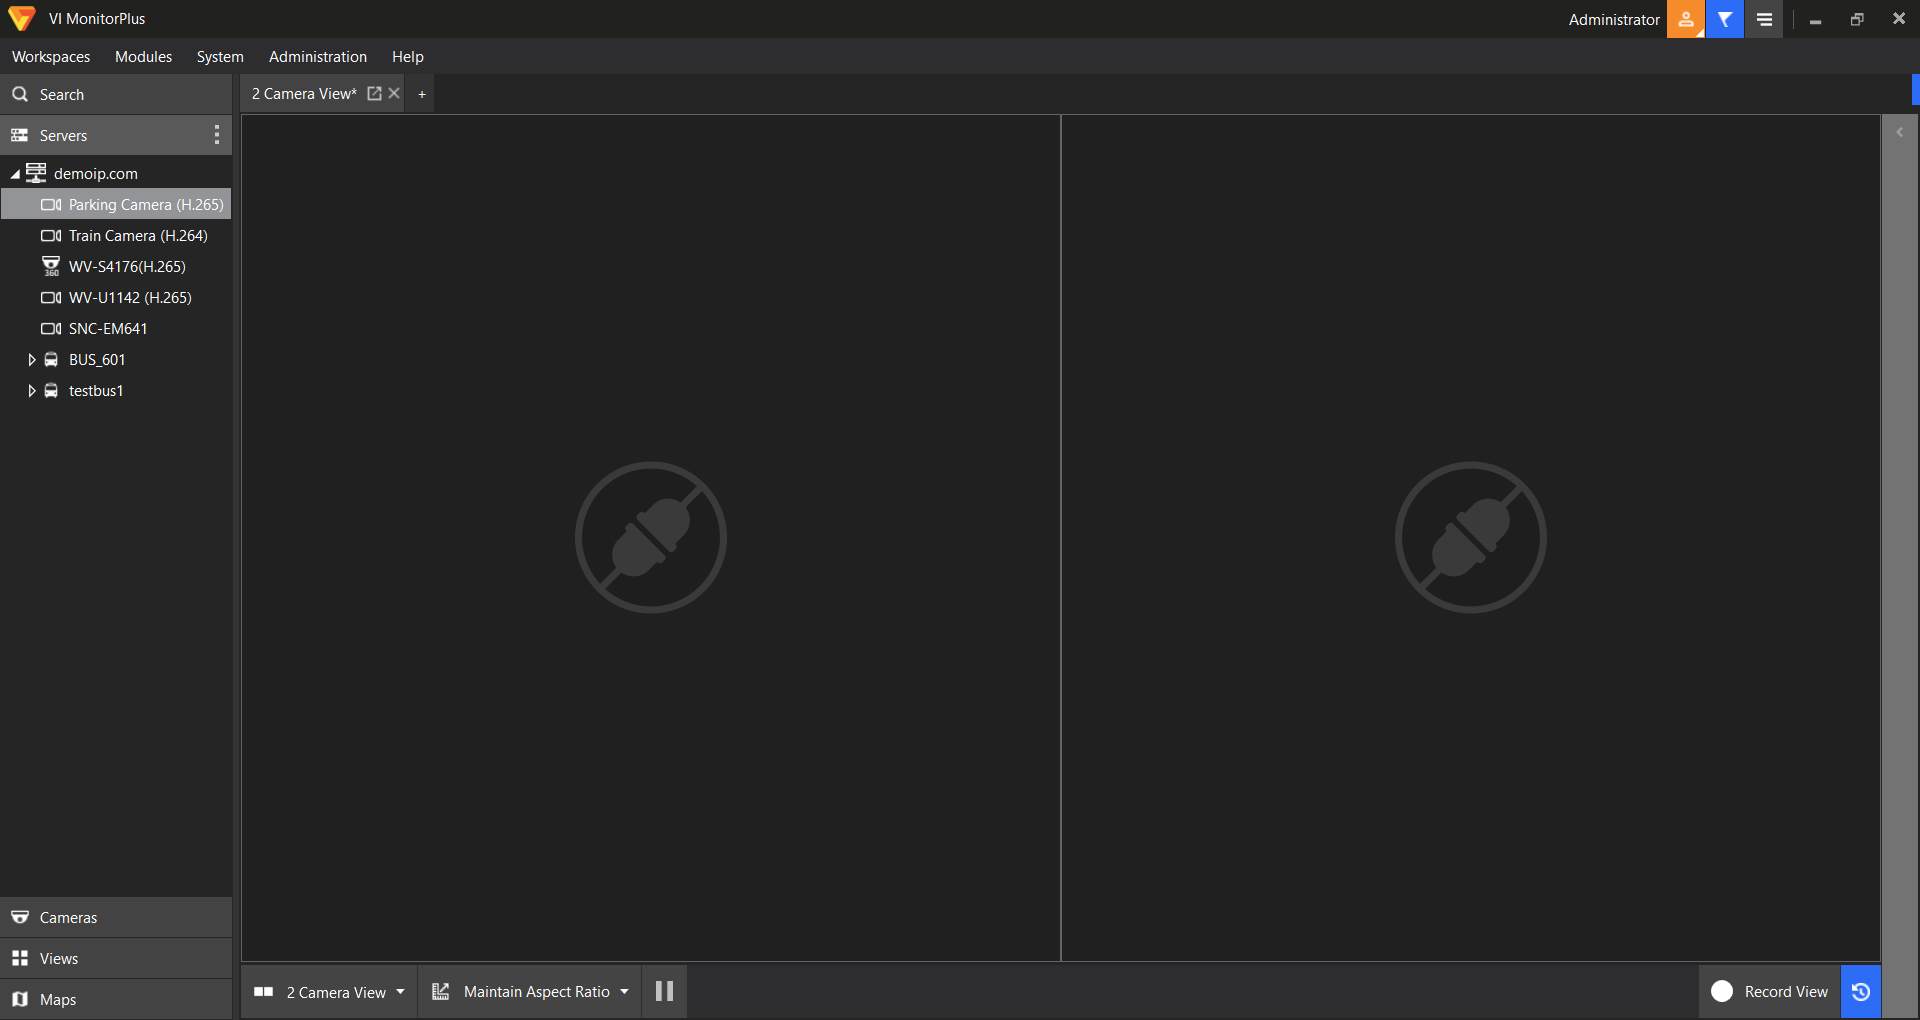 VI MonitorPlus
Administrator
Workspaces Modules System Administration Help
Search
2 Camera View* +
Servers
demoip.com
Parking Camera (H.265)
Train Camera (H.264)
360 WV-S4176(H.265)
WV-U1142 (H.265)
SNC-EM641
BUS_601
testbus1
Cameras
Views
Maps
2 Camera View
Maintain Aspect Ratio
Record View